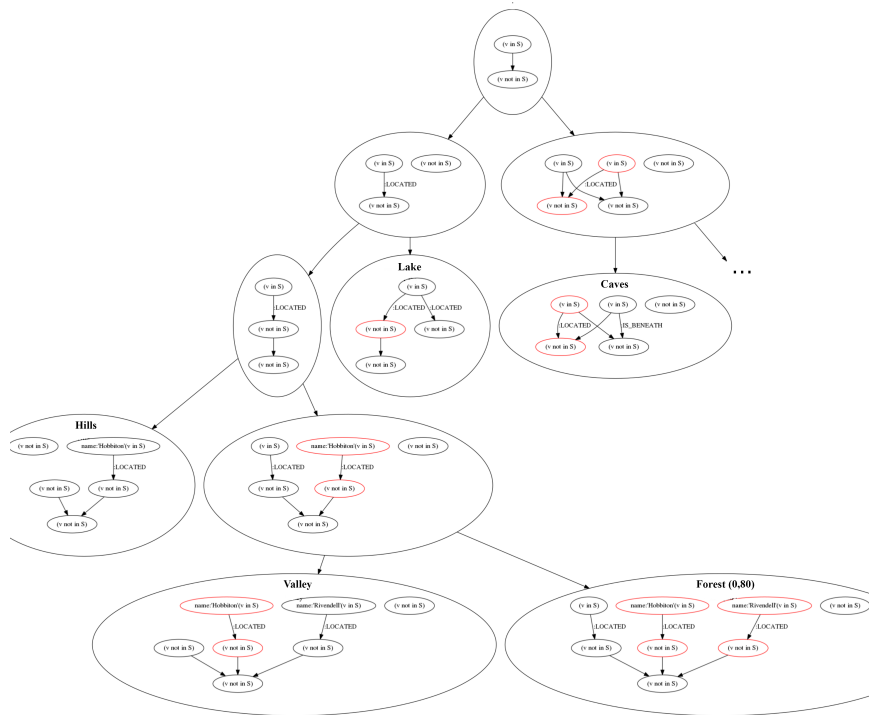 (v in S)
(v not in S)
(v in S)
(v not in S)
:LOCATED
(v not in S)
(v in S)
(v in S)
(v not in S)
:LOCATED
(v not in S)
(v not in S)
...
Lake
(v in S)
:LOCATED
:LOCATED
(v not in S)
(v not in S)
(v not in S)
(v in S)
:LOCATED
(v not in S)
(v not in S)
Caves
(v in S)
(v in S)
(v not in S)
:LOCATED
:IS_BENEATH
(v not in S)
(v not in S)
Hills
(v not in S)
name:'Hobbiton'(v in S)
:LOCATED
(v not in S)
(v not in S)
(v not in S)
(v in S)
name:'Hobbiton'(v in S)
(v not in S)
:LOCATED
:LOCATED
(v not in S)
(v not in S)
(v not in S)
Valley
name:'Hobbiton'(v in S)
name:'Rivendell'(v in S)
(v not in S)
:LOCATED
:LOCATED
(v not in S)
(v not in S)
(v not in S)
(v not in S)
Forest (0,80)
(v in S)
name:'Hobbiton'(v in S)
name:'Rivendell'(v in S)
(v not in S)
:LOCATED
:LOCATED
:LOCATED
(v not in S)
(v not in S)
(v not in S)
(v not in S)